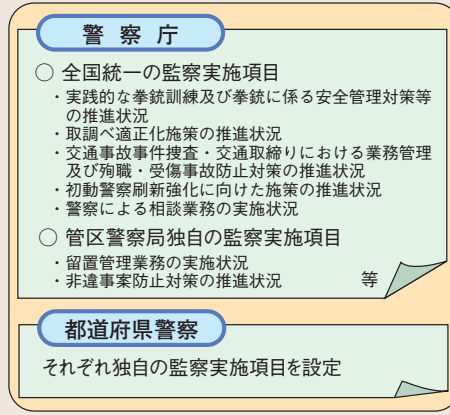 警察庁
○ 全国統一の監察実施項目
・実践的な拳銃訓練及び拳銃に係る安全管理対策等
の推進状況
・取調べ適正化施策の推進状況
・交通事故事件捜査・交通取締りにおける業務管理
及び殉職・受傷事故防止対策の推進状況
・初動警察刷新強化に向けた施策の推進状況
・警察による相談業務の実施状況
○ 管区警察局独自の監察実施項目
・留置管理業務の実施状況
・非違事案防止対策の推進状況 等
都道府県警察
それぞれ独自の監察実施項目を設定